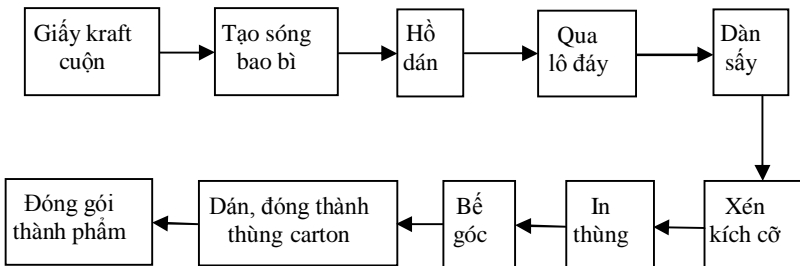 Giấy kraft
cuộn
Tạo sóng
bao bì
Hồ
dán
Qua
lô đáy
Dàn
sấy
Xén
kích cỡ
In
thùng
Bế
góc
Dán, đóng thành
thùng carton
Đóng gói
thành phẩm